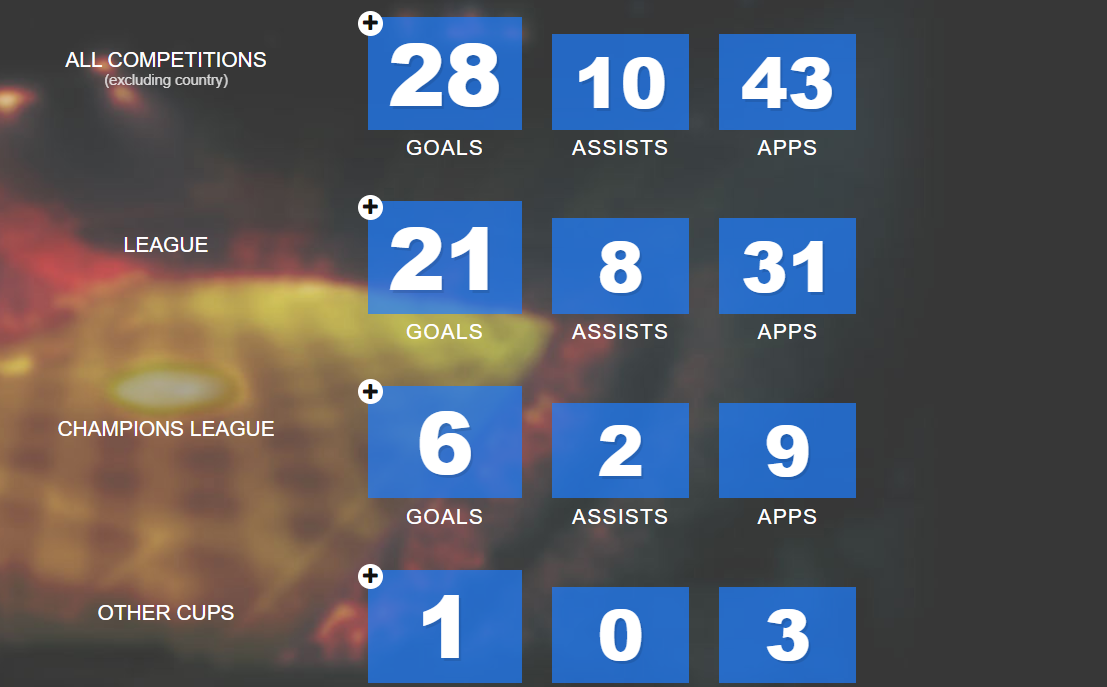 ALL COMPETITIONS
(excluding country)
28 10 43
GOALS ASSISTS APPS
LEAGUE
21 8 31
GOALS ASSISTS APPS
CHAMPIONS LEAGUE
6 2 9
GOALS ASSISTS APPS
OTHER CUPS
1 0 3